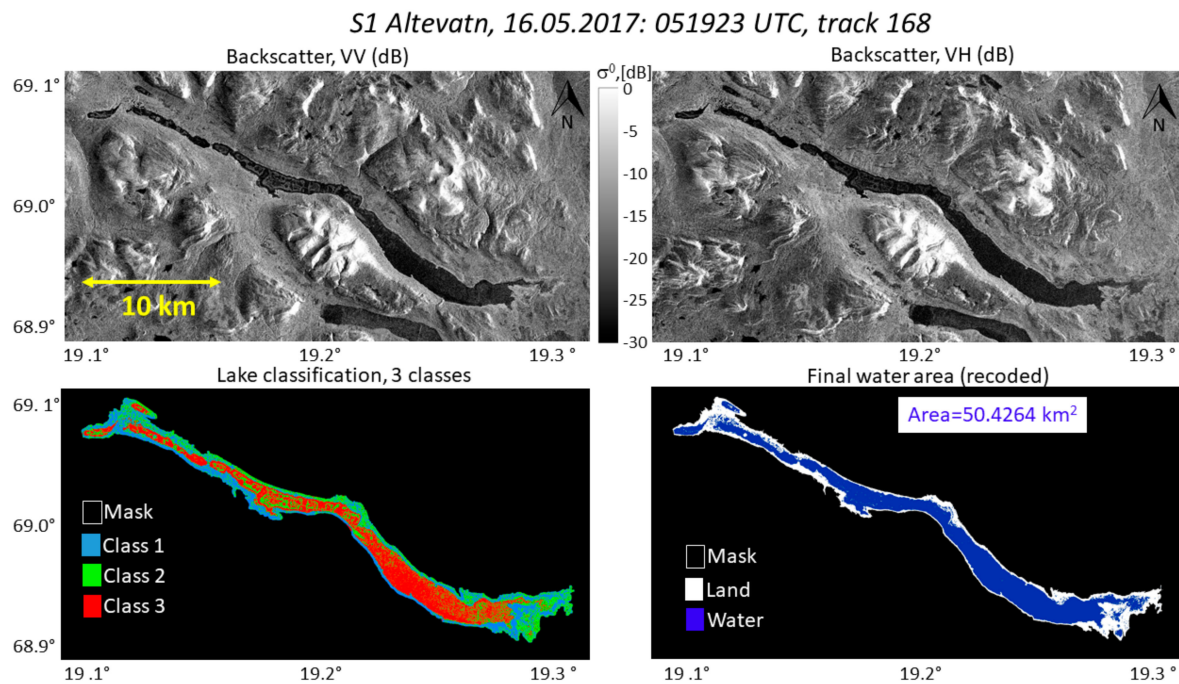 S1 Altevatn, 16.05.2017: 051923 UTC, track 168
Backscatter, VV (dB)
σ⁰,[dB]
Backscatter, VH (dB)
69.1°
69.0°
68.9°
N
10 km
0
-5
-10
-15
-20
-25
-30
N
19 .1°
19.2°
19.3°
19 .1°
19.2°
19.3°
Lake classification, 3 classes
Final water area (recoded)
69.1°
69.0°
68.9°
Mask
Class 1
Class 2
Class 3
Area=50.4264 km²
Mask
Land
Water
19 .1°
19.2°
19.3°
19 .1°
19.2°
19.3°